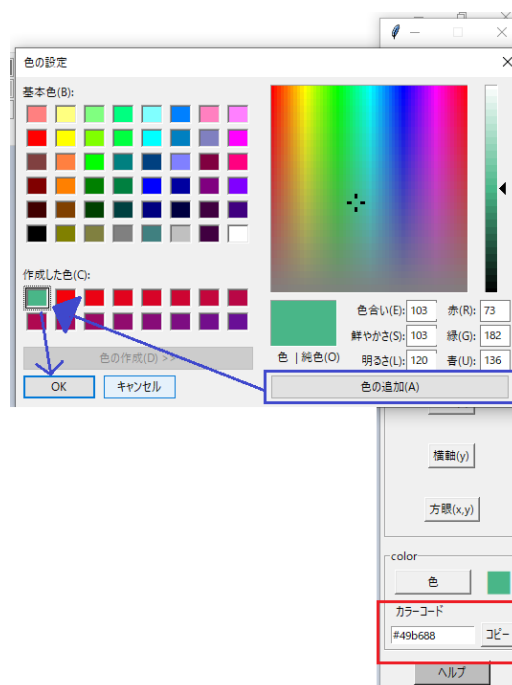 色の設定
基本色(B):
作成した色(C):
色の作成(D) >>
OK
キャンセル
色 | 純色(O)
色合い(E): 103
鮮やかさ(S): 103
明るさ(L): 120
赤(R): 73
緑(G): 182
青(U): 136
色の追加(A)
横軸(y)
方眼(x,y)
color
色
カラーコード
#49b688
コピー
ヘルプ